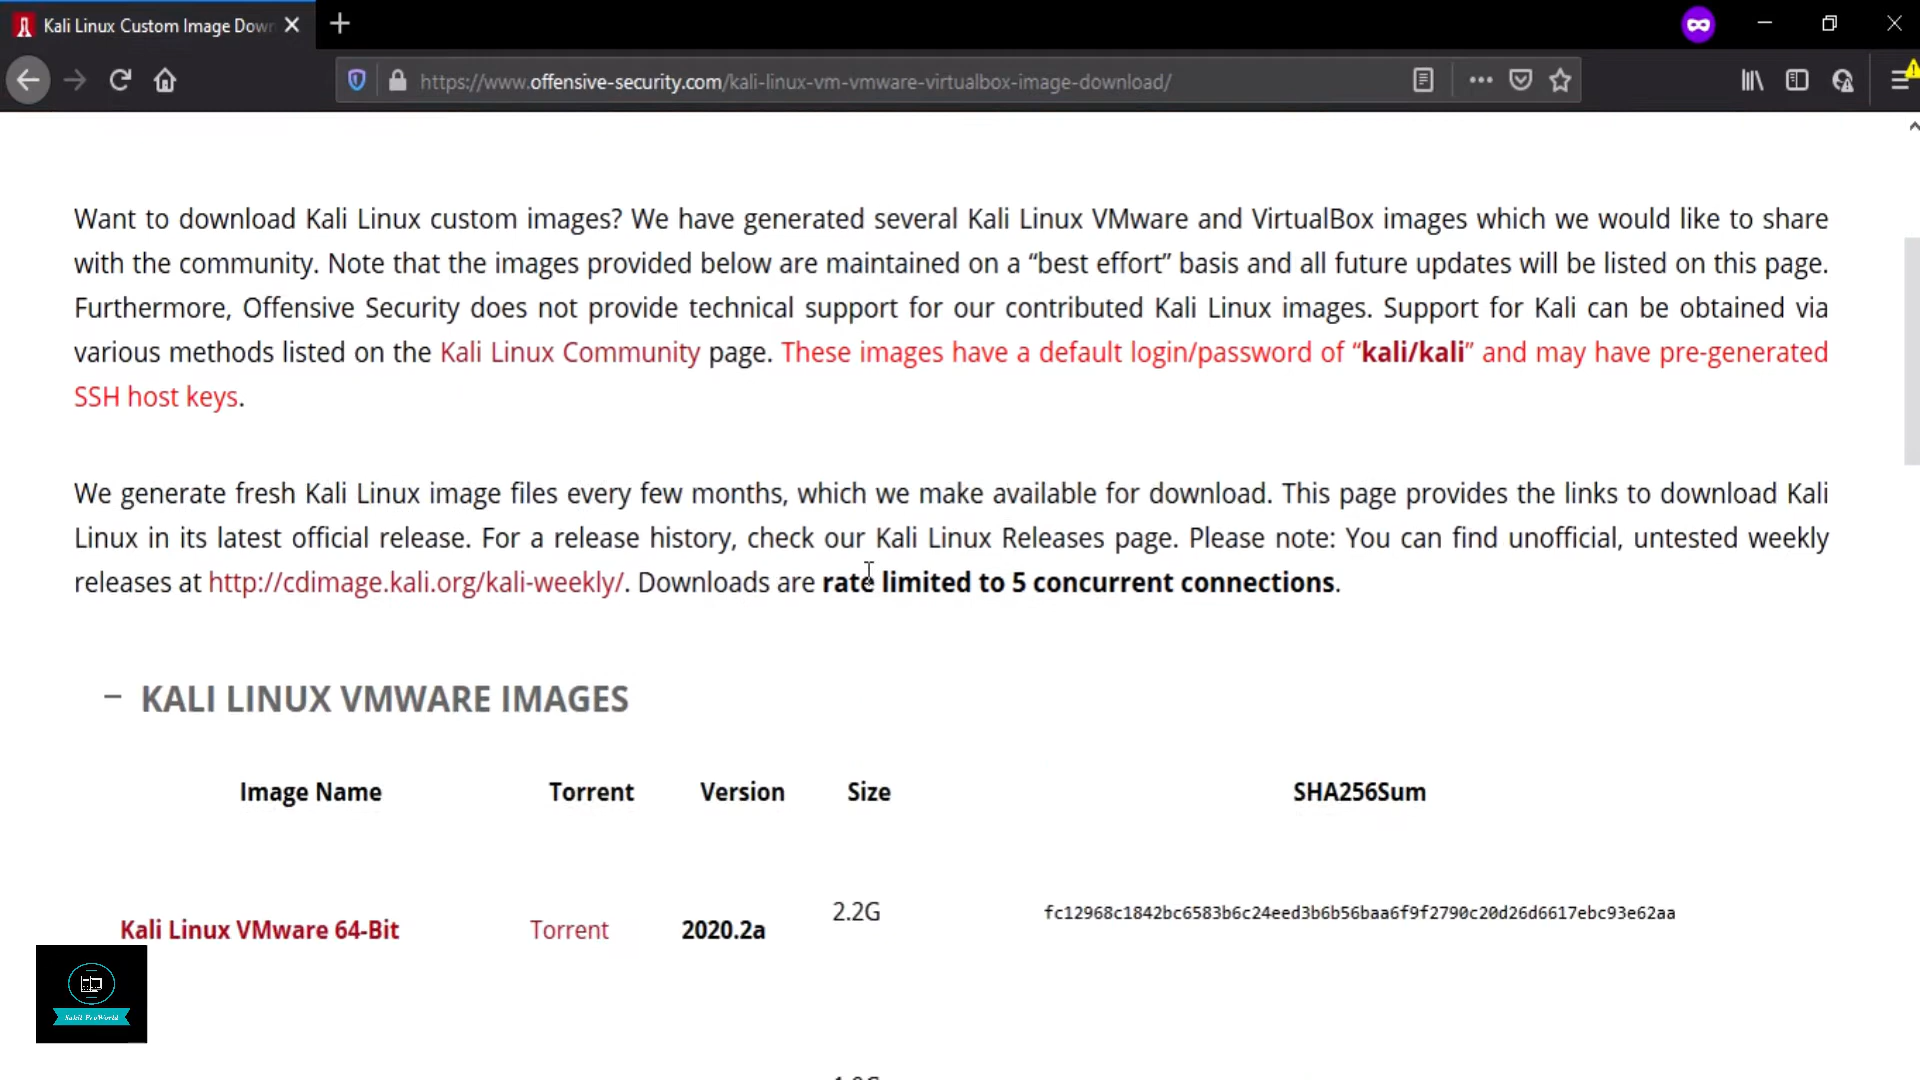 Kali Linux Custom Image Down
https://www.offensive-security.com/kali-linux-vm-vmware-virtualbox-image-download/
Want to download Kali Linux custom images? We have generated several Kali Linux VMware and VirtualBox images which we would like to share
with the community. Note that the images provided below are maintained on a “best effort” basis and all future updates will be listed on this page.
Furthermore, Offensive Security does not provide technical support for our contributed Kali Linux images. Support for Kali can be obtained via
various methods listed on the Kali Linux Community page. These images have a default login/password of “kali/kali” and may have pre-generated
SSH host keys.
We generate fresh Kali Linux image files every few months, which we make available for download. This page provides the links to download Kali
Linux in its latest official release. For a release history, check our Kali Linux Releases page. Please note: You can find unofficial, untested weekly
releases at http://cdimage.kali.org/kali-weekly/. Downloads are rate limited to 5 concurrent connections.
− KALI LINUX VMWARE IMAGES
Image Name Torrent Version Size SHA256Sum
Kali Linux VMware 64-Bit Torrent 2020.2a 2.2G fc12968c1842bc6583b6c24eed3b6b56baa6f9f2790c20d26d6617ebc93e62aa
Sakil ProWorld